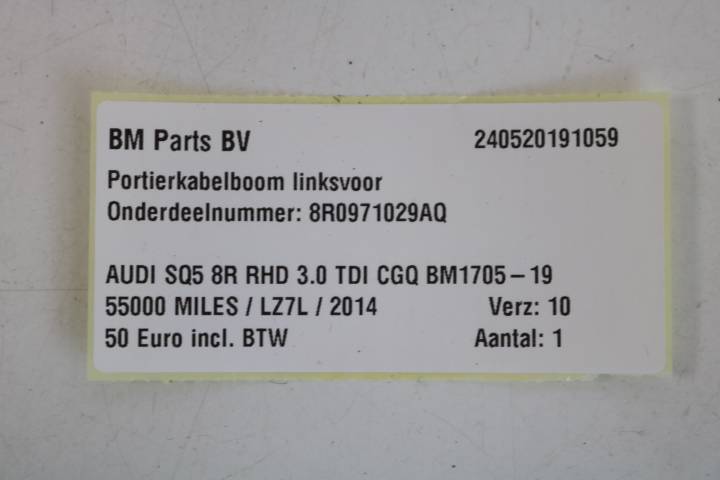 BM Parts BV 240520191059
Portierkabelboom linksvoor
Onderdeelnummer: 8R0971029AQ
AUDI SQ5 8R RHD 3.0 TDI CGQ BM1705 – 19
55000 MILES / LZ7L / 2014 Verz: 10
50 Euro incl. BTW Aantal: 1